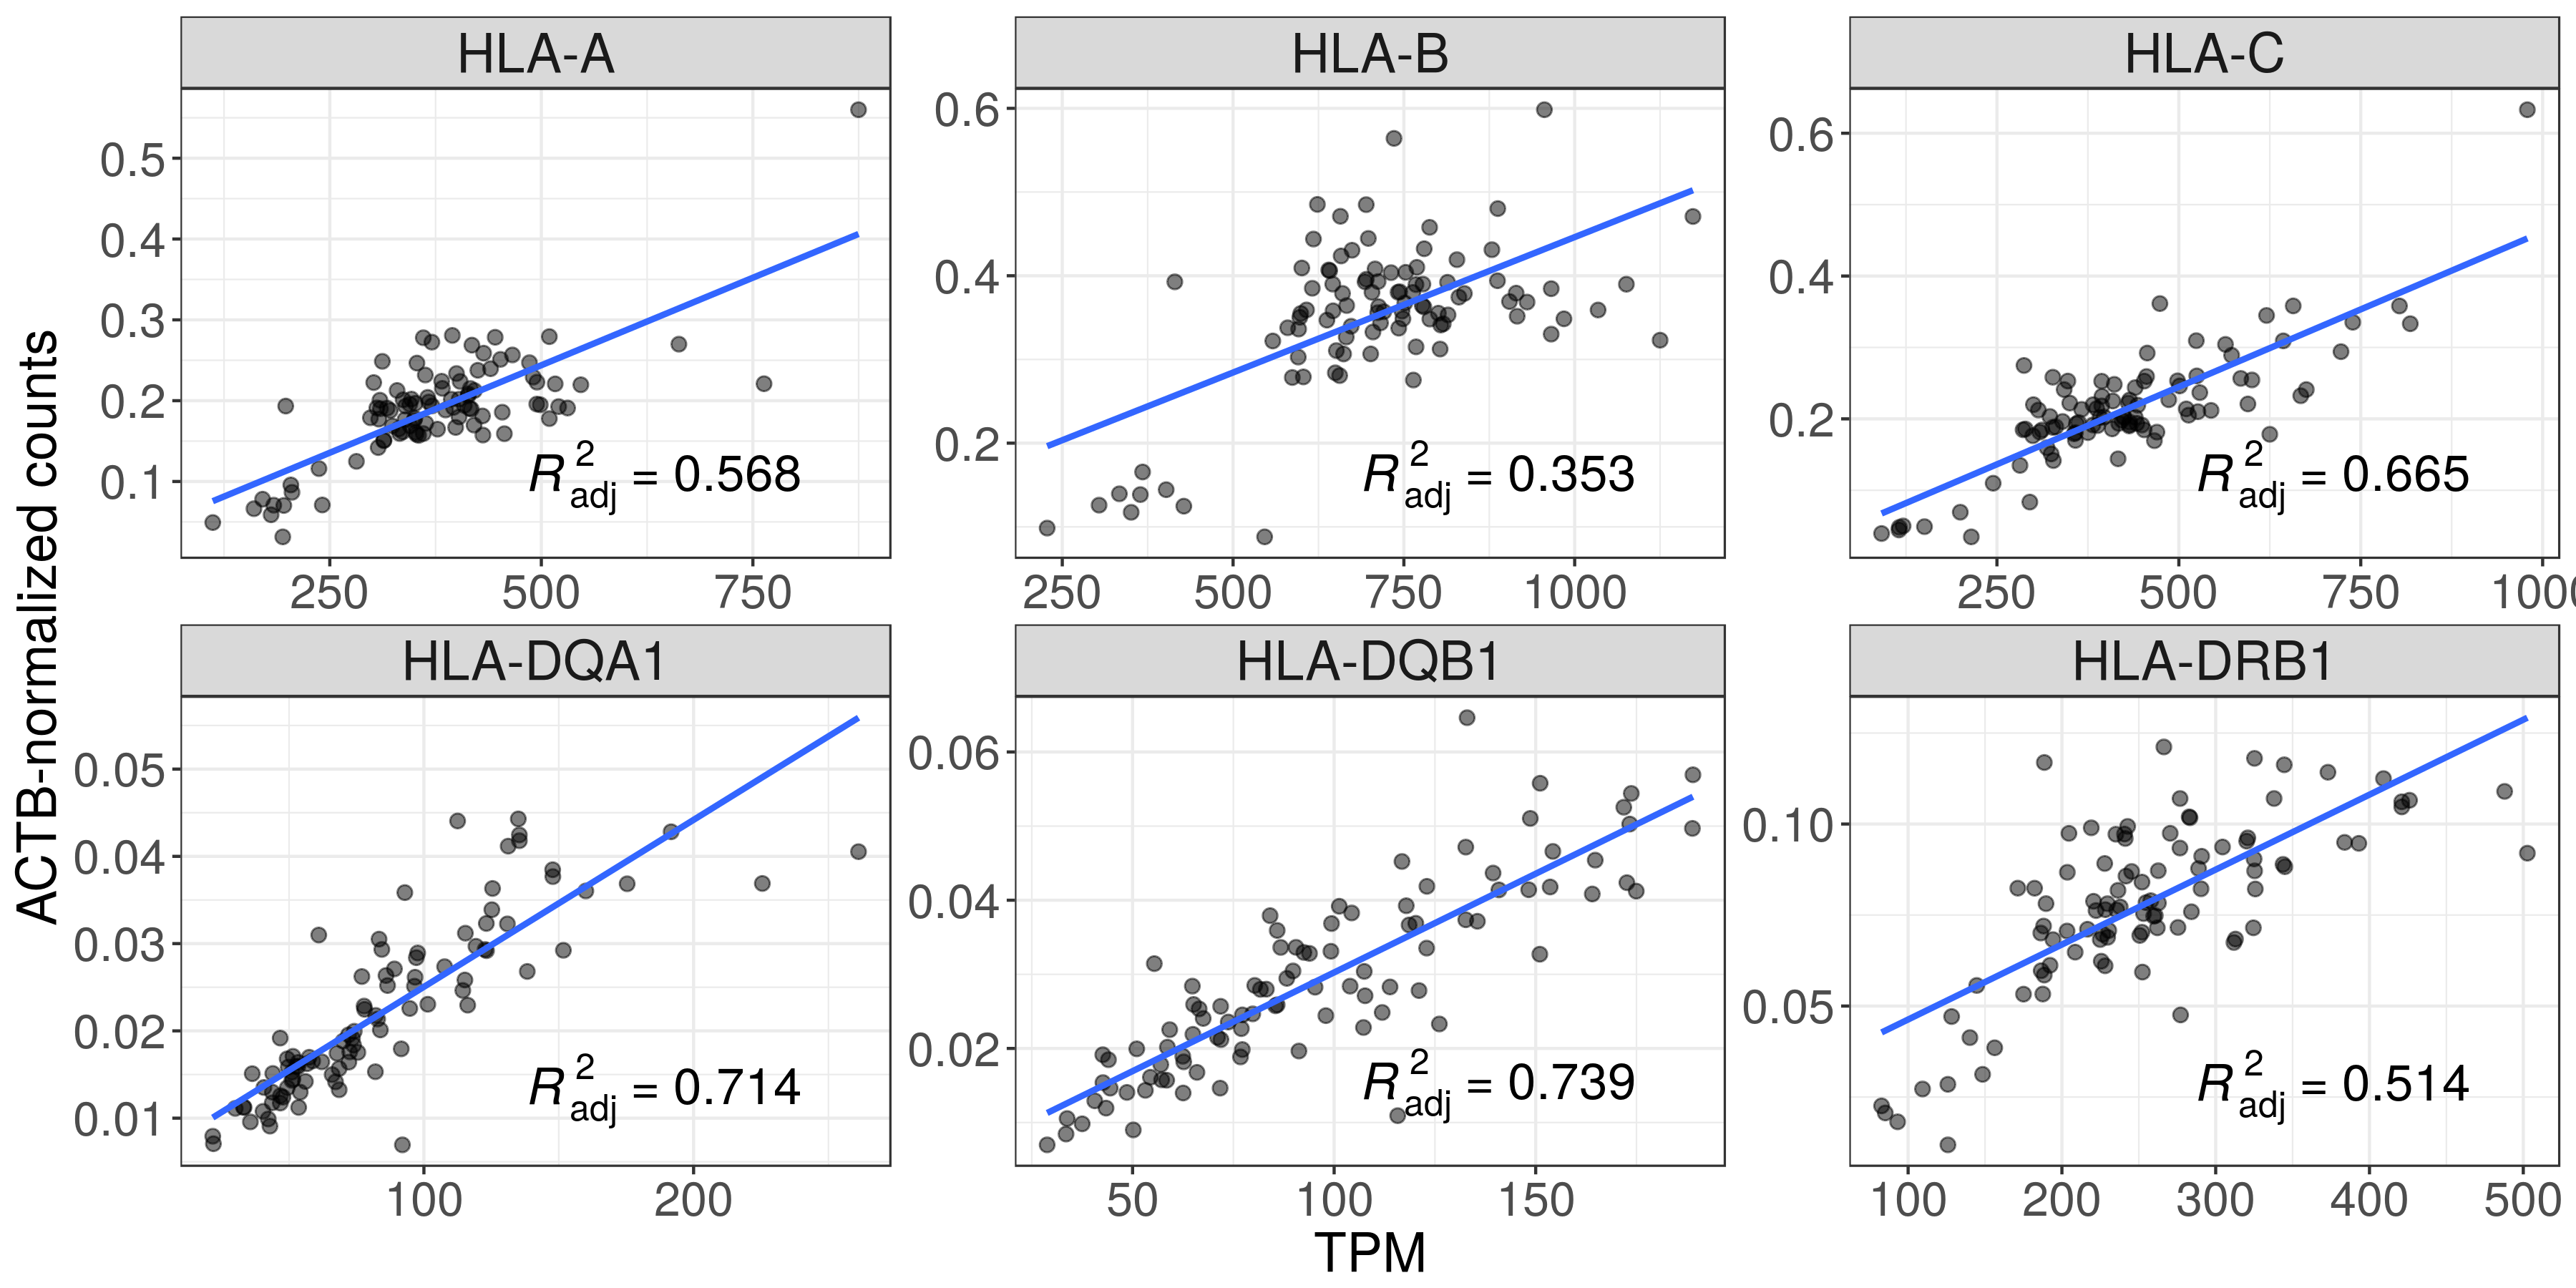 HLA-A
HLA-B
HLA-C
0.5
0.4
0.3
0.2
0.1
0.6
0.4
0.2
0.6
0.4
0.2
R²adj = 0.568
R²adj = 0.353
R²adj = 0.665
250 500 750
250 500 750 1000
250 500 750 100
ACTB-normalized counts
HLA-DQA1
HLA-DQB1
HLA-DRB1
0.05
0.04
0.03
0.02
0.01
0.06
0.04
0.02
0.10
0.05
R²adj = 0.714
R²adj = 0.739
R²adj = 0.514
100 200
50 100 150
100 200 300 400 500
TPM